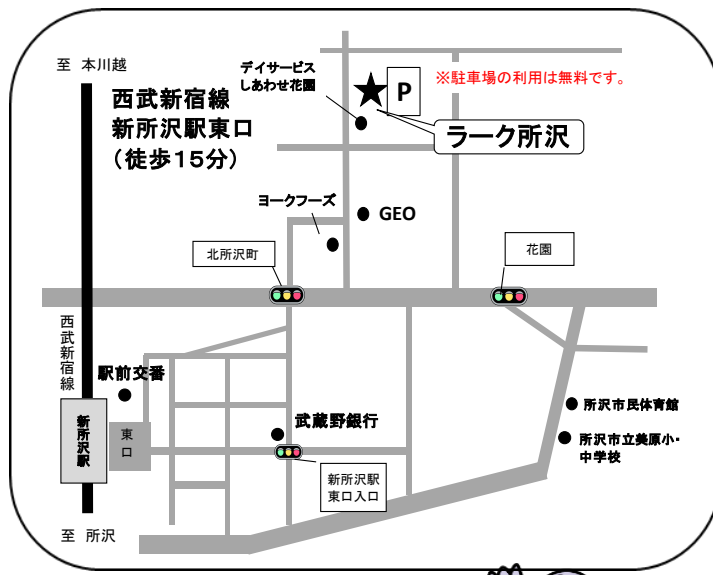 至 本川越
西武新宿線
新所沢駅東口
（徒歩15分）
デイサービス
しあわせ花園
P
※駐車場の利用は無料です。
ラーク所沢
ヨークフーズ
GEO
北所沢町
花園
西武新宿線
駅前交番
新所沢駅
東口
武蔵野銀行
新所沢駅
東口入口
所沢市民体育館
所沢市立美原小・
中学校
至 所沢